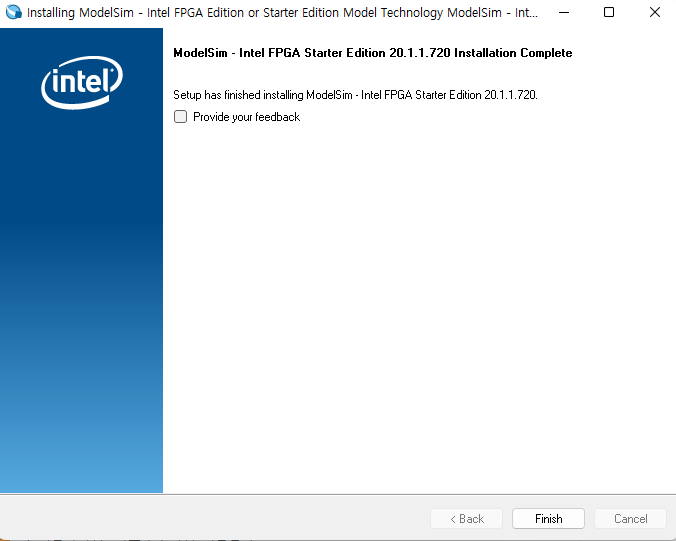 Installing ModelSim - Intel FPGA Edition or Starter Edition Model Technology ModelSim - Int...
intel
ModelSim - Intel FPGA Starter Edition 20.1.1.720 Installation Complete
Setup has finished installing ModelSim - Intel FPGA Starter Edition 20.1.1.720.
Provide your feedback
< Back
Finish
Cancel